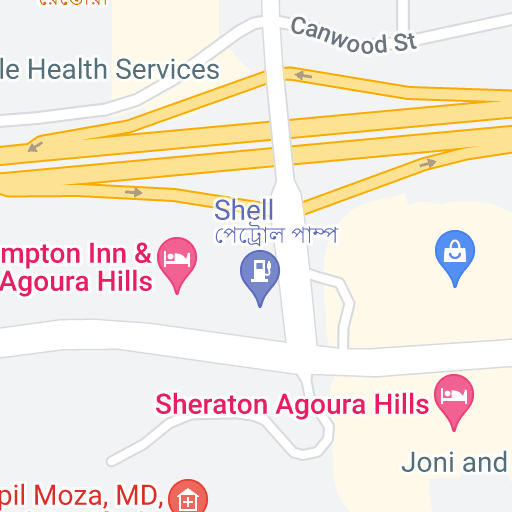 Canwood St
le Health Services
Shell
পেট্রোল পাম্প
mpton Inn &
Agoura Hills
Sheraton Agoura Hills
Joni and
pil Moza, MD,